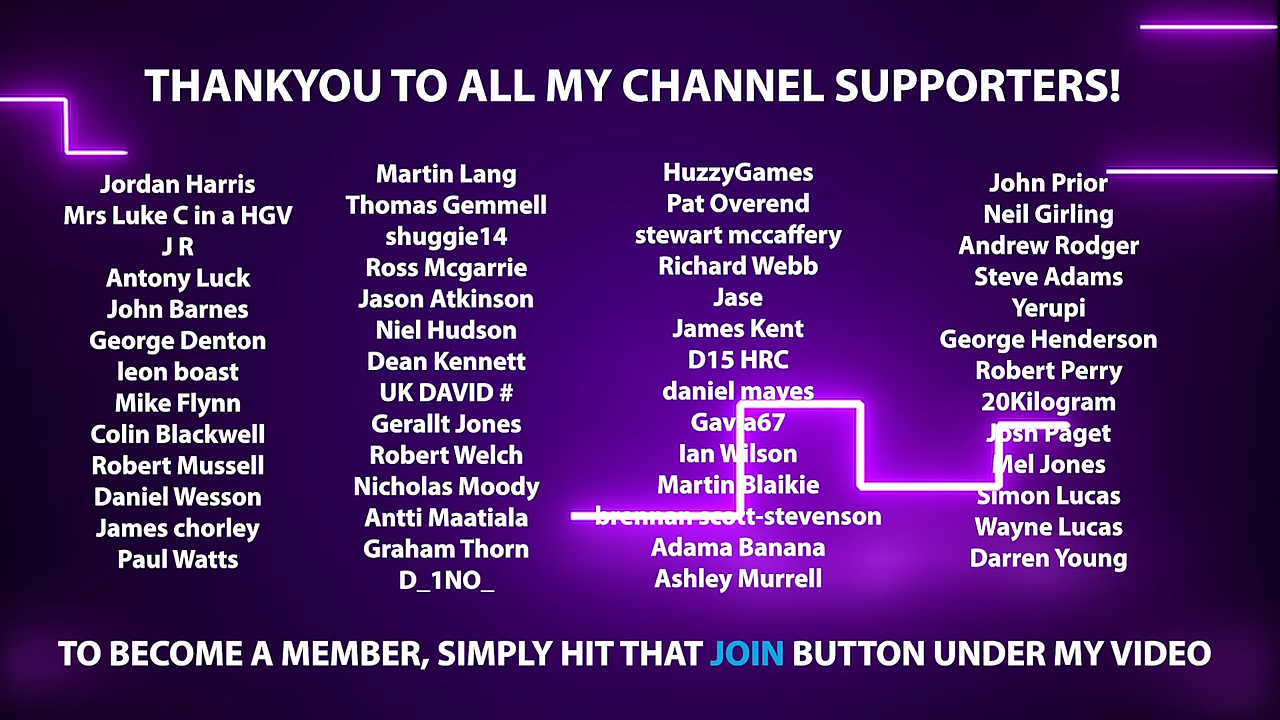 THANKYOU TO ALL MY CHANNEL SUPPORTERS!
Jordan Harris
Mrs Luke C in a HGV
J R
Antony Luck
John Barnes
George Denton
leon boast
Mike Flynn
Colin Blackwell
Robert Mussell
Daniel Wesson
James chorley
Paul Watts
Martin Lang
Thomas Gemmell
shuggie14
Ross Mcgarrie
Jason Atkinson
Niel Hudson
Dean Kennett
UK DAVID #
Gerallt Jones
Robert Welch
Nicholas Moody
Antti Maatiala
Graham Thorn
D_1NO_
HuzzyGames
Pat Overend
stewart mccaffery
Richard Webb
Jase
James Kent
D15 HRC
daniel mayes
Ian Wilson
Martin Blaikie
brennan scott-stevenson
Adama Banana
Ashley Murrell
John Prior
Neil Girling
Andrew Rodger
Steve Adams
Yerupi
George Henderson
Robert Perry
20Kilogram
Josh Paget
Mel Jones
Simon Lucas
Wayne Lucas
Darren Young
TO BECOME A MEMBER, SIMPLY HIT THAT JOIN BUTTON UNDER MY VIDEO